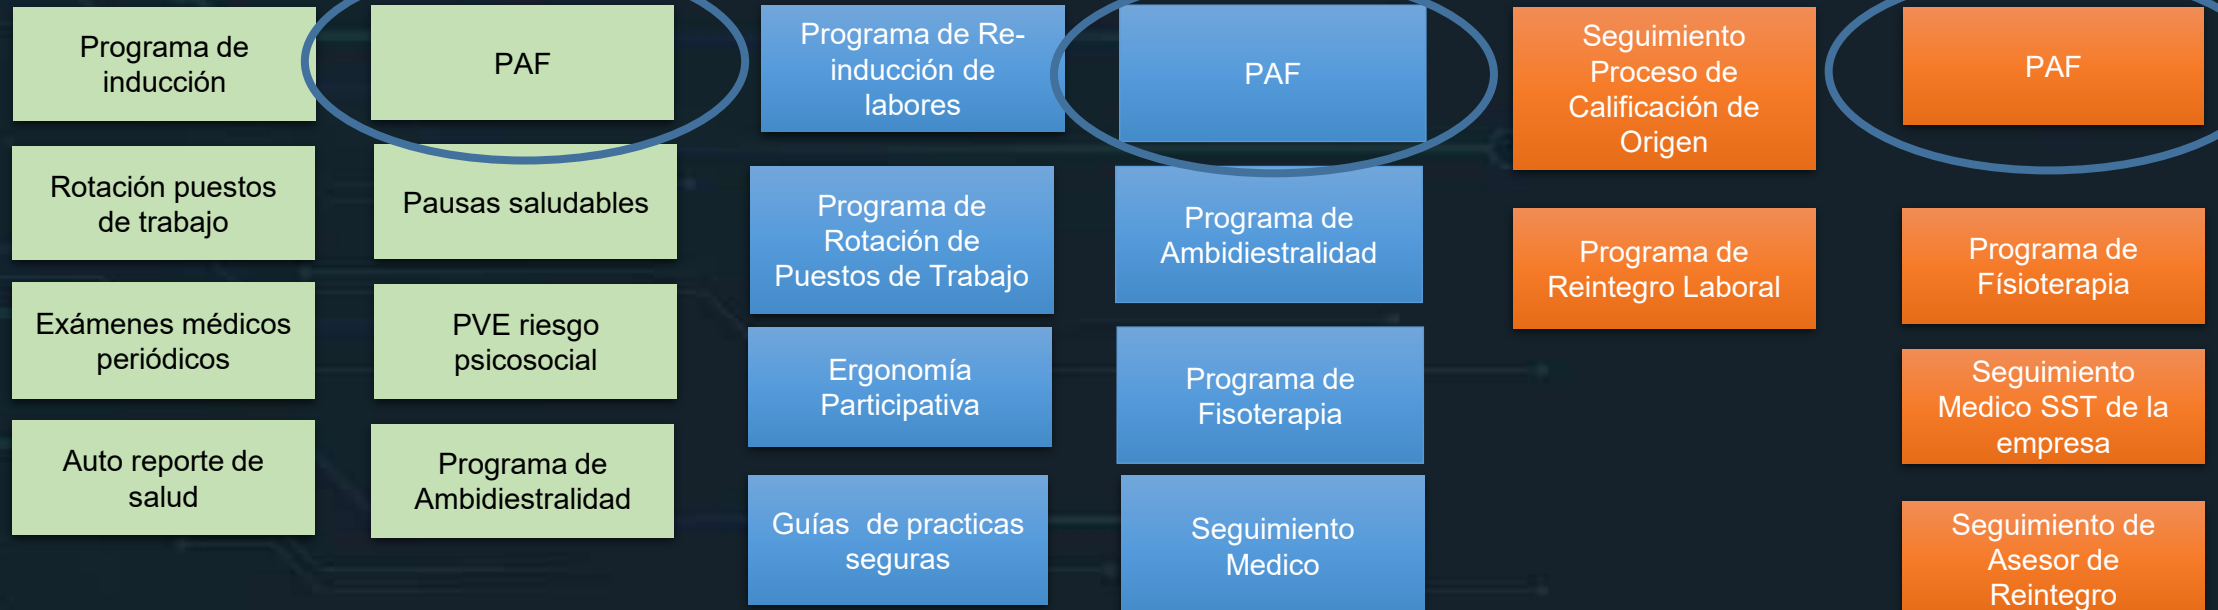 Programa de
inducción
PAF
Rotación puestos
de trabajo
Pausas saludables
Exámenes médicos
periódicos
PVE riesgo
psicosocial
Auto reporte de
salud
Programa de
Ambidiestralidad
Programa de Re-
inducción de
labores
PAF
Programa de
Rotación de
Puestos de Trabajo
Programa de
Ambidiestralidad
Ergonomía
Participativa
Programa de
Fisoterapia
Guías de practicas
seguras
Seguimiento
Medico
Seguimiento
Proceso de
Calificación de
Origen
PAF
Programa de
Reintegro Laboral
Programa de
Físioterapia
Seguimiento
Medico SST de la
empresa
Seguimiento de
Asesor de
Reintegro